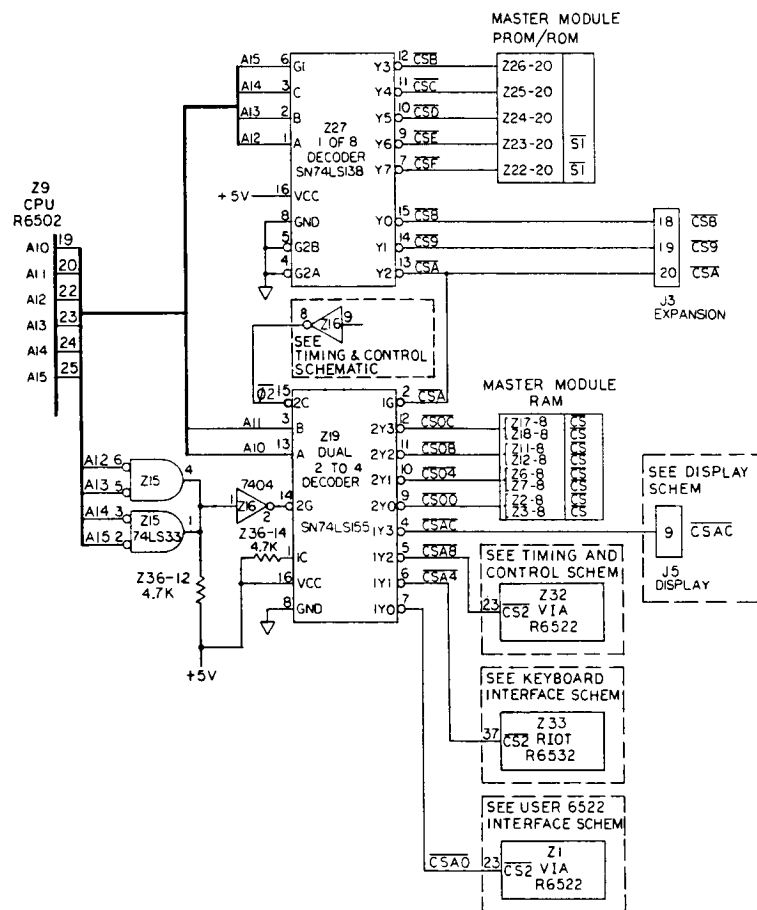 MASTER MODULE
PROM/ROM
A15 6 G1 Y3 12 CSB Z26-20
A14 3 C Y4 11 CSC Z25-20
A13 2 B Y5 10 CSD Z24-20
A12 1 A Y6 9 CSE Z23-20 S1
Y7 7 CSF Z22-20 S1
Z27
1 OF 8
DECODER
SN74LS138
+5V 16 VCC
8 GND Y0 15 CS8 18 CS8
5 G2B Y1 14 CS9 19 CS9
4 G2A Y2 13 CSA 20 CSA
J3
EXPANSION
Z9
CPU
R6502
A10 19
A11 20
A12 22
A13 23
A14 24
A15 25
8 Z16 9
SEE
TIMING & CONTROL
SCHEMATIC
Ø2 15 2C 1G 2 CSA
A11 3 B
A10 13 A
Z19
DUAL
2 TO 4
DECODER
SN74LS155
MASTER MODULE
RAM
2Y3 12 CS0C Z17-8 CS
Z18-8 CS
2Y2 11 CS08 Z11-8 CS
Z12-8 CS
2Y1 10 CS04 Z6-8 CS
Z7-8 CS
2Y0 9 CS00 Z2-8 CS
Z3-8 CS
A12 6
A13 5
Z15 4
A14 3
A15 2
Z15
74LS33
1
7404
1 Z16 2
14 2G
Z36-14
4.7K
1 1C
16 VCC
8 GND
Z36-12
4.7K
+5V
1Y3 4 CSAC
1Y2 5 CSA8
1Y1 6 CSA4
1Y0 7
SEE DISPLAY
SCHEM
9 CSAC
J5
DISPLAY
SEE TIMING AND
CONTROL SCHEM
23 CS2
Z32
VIA
R6522
SEE KEYBOARD
INTERFACE SCHEM
37 CS2
Z33
RIOT
R6532
SEE USER 6522
INTERFACE SCHEM
CSA0 23 CS2
Z1
VIA
R6522